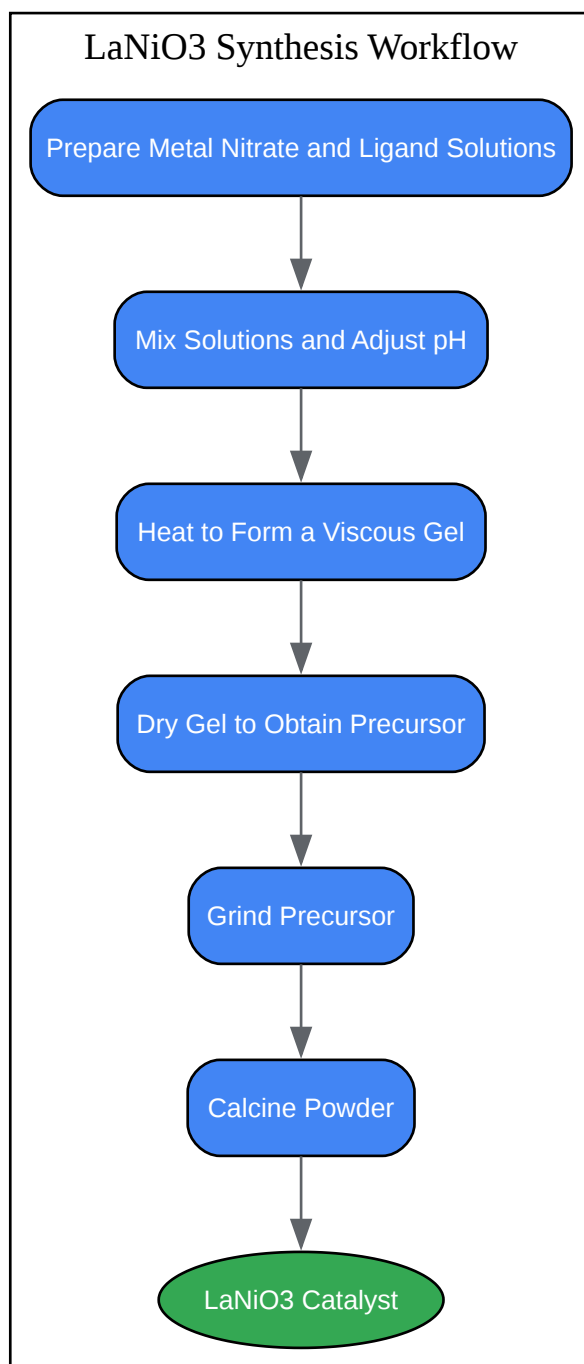 LaNiO3 Synthesis Workflow
Prepare Metal Nitrate and Ligand Solutions
Mix Solutions and Adjust pH
Heat to Form a Viscous Gel
Dry Gel to Obtain Precursor
Grind Precursor
Calcine Powder
LaNiO3 Catalyst